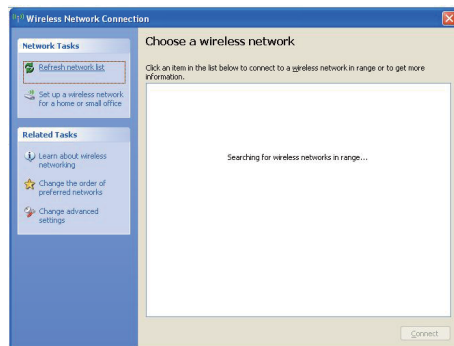 Wireless Network Connection
Network Tasks
Refresh network list
Set up a wireless network
for a home or small office
Related Tasks
Learn about wireless
networking
Change the order of
preferred networks
Change advanced
settings
Choose a wireless network
Click an item in the list below to connect to a wireless network in range or to get more
information.
Searching for wireless networks in range...
Connect